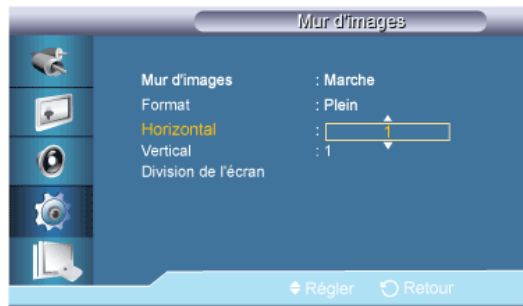 Mur d'images
Mur d'images : Marche
Format : Plein
Horizontal : 1
Vertical : 1
Division de l'écran
Régler Retour